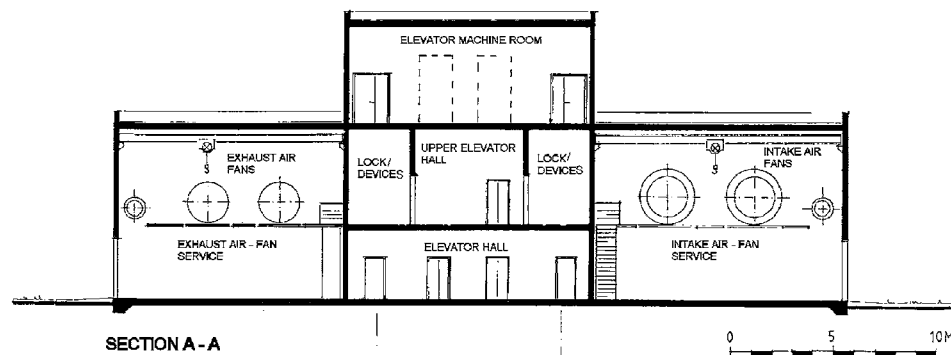 ELEVATOR MACHINE ROOM
EXHAUST AIR
FANS
LOCK/
DEVICES
UPPER ELEVATOR
HALL
LOCK/
DEVICES
INTAKE AIR
FANS
EXHAUST AIR - FAN
SERVICE
ELEVATOR HALL
INTAKE AIR - FAN
SERVICE
SECTION A - A
0 5 10M